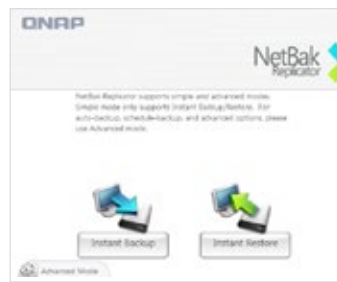 QNAP
NetBak
Replicator
NetBak Replicator supports simple and advanced modes.
Simple mode only supports Instant Backup/Restore. For
auto-backup, schedule-backup, and advanced options, please
use Advanced mode.
Instant Backup
Instant Restore
Advanced Mode